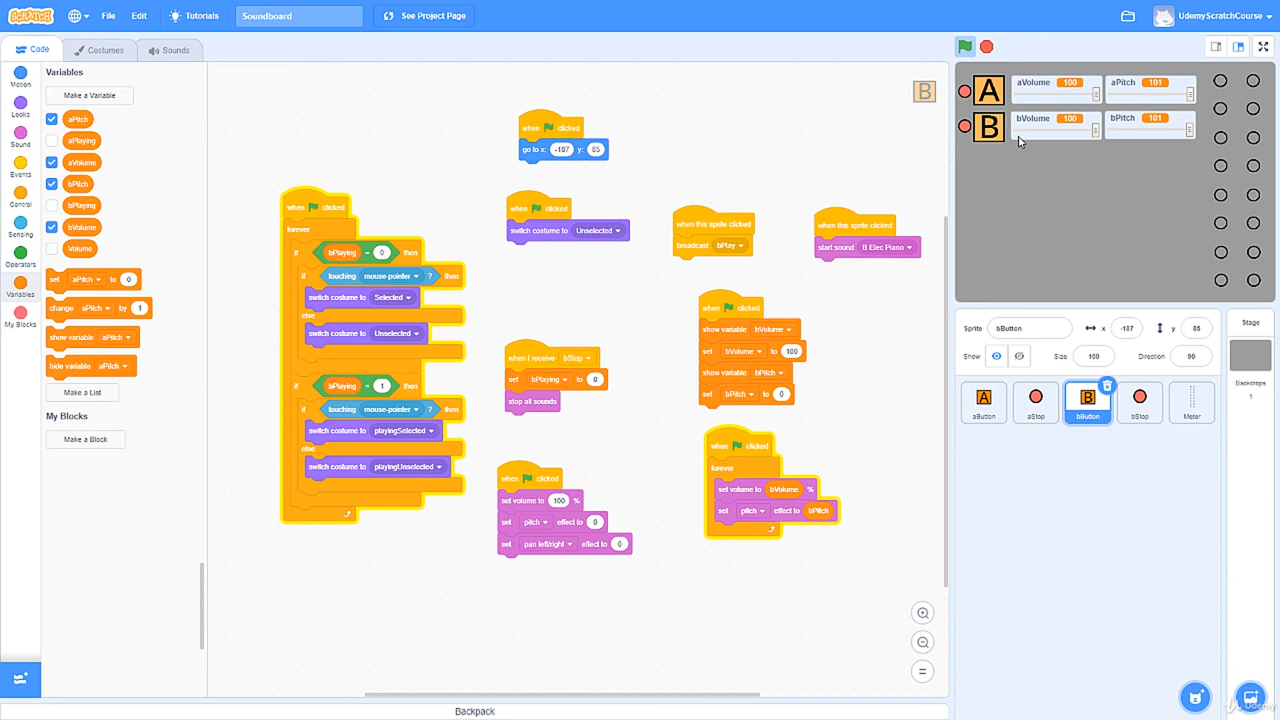 SCRATCH File Edit Tutorials Soundboard See Project Page UdemyScratchCourse
Code Costumes Sounds
Motion
Looks
Sound
Events
Control
Sensing
Operators
Variables
My Blocks
Variables
Make a Variable
aPitch
aPlaying
aVolume
bPitch
bPlaying
bVolume
Volume
set aPitch to 0
change aPitch by 1
show variable aPitch
hide variable aPitch
Make a List
My Blocks
Make a Block
when clicked
forever
if bPlaying = 0 then
if touching mouse-pointer ? then
switch costume to Selected
else
switch costume to Unselected
if bPlaying = 1 then
if touching mouse-pointer ? then
switch costume to playingSelected
else
switch costume to playingUnselected
when clicked
go to x: -187 y: 85
when clicked
switch costume to Unselected
when I receive bStop
set bPlaying to 0
stop all sounds
when clicked
set volume to 100 %
set pitch effect to 0
set pan left/right effect to 0
when this sprite clicked
broadcast bPlay
when this sprite clicked
start sound B Elec Piano
when clicked
show variable bVolume
set bVolume to 100
show variable bPitch
set bPitch to 0
when clicked
forever
set volume to bVolume %
set pitch effect to bPitch
B
A aVolume 100 aPitch 101
B bVolume 100 bPitch 101
Sprite bButton x -187 y 85
Show Size 100 Direction 90
A aButton
aStop
B bButton
bStop
Meter
Stage
Backdrops
1
Backpack
Udemy